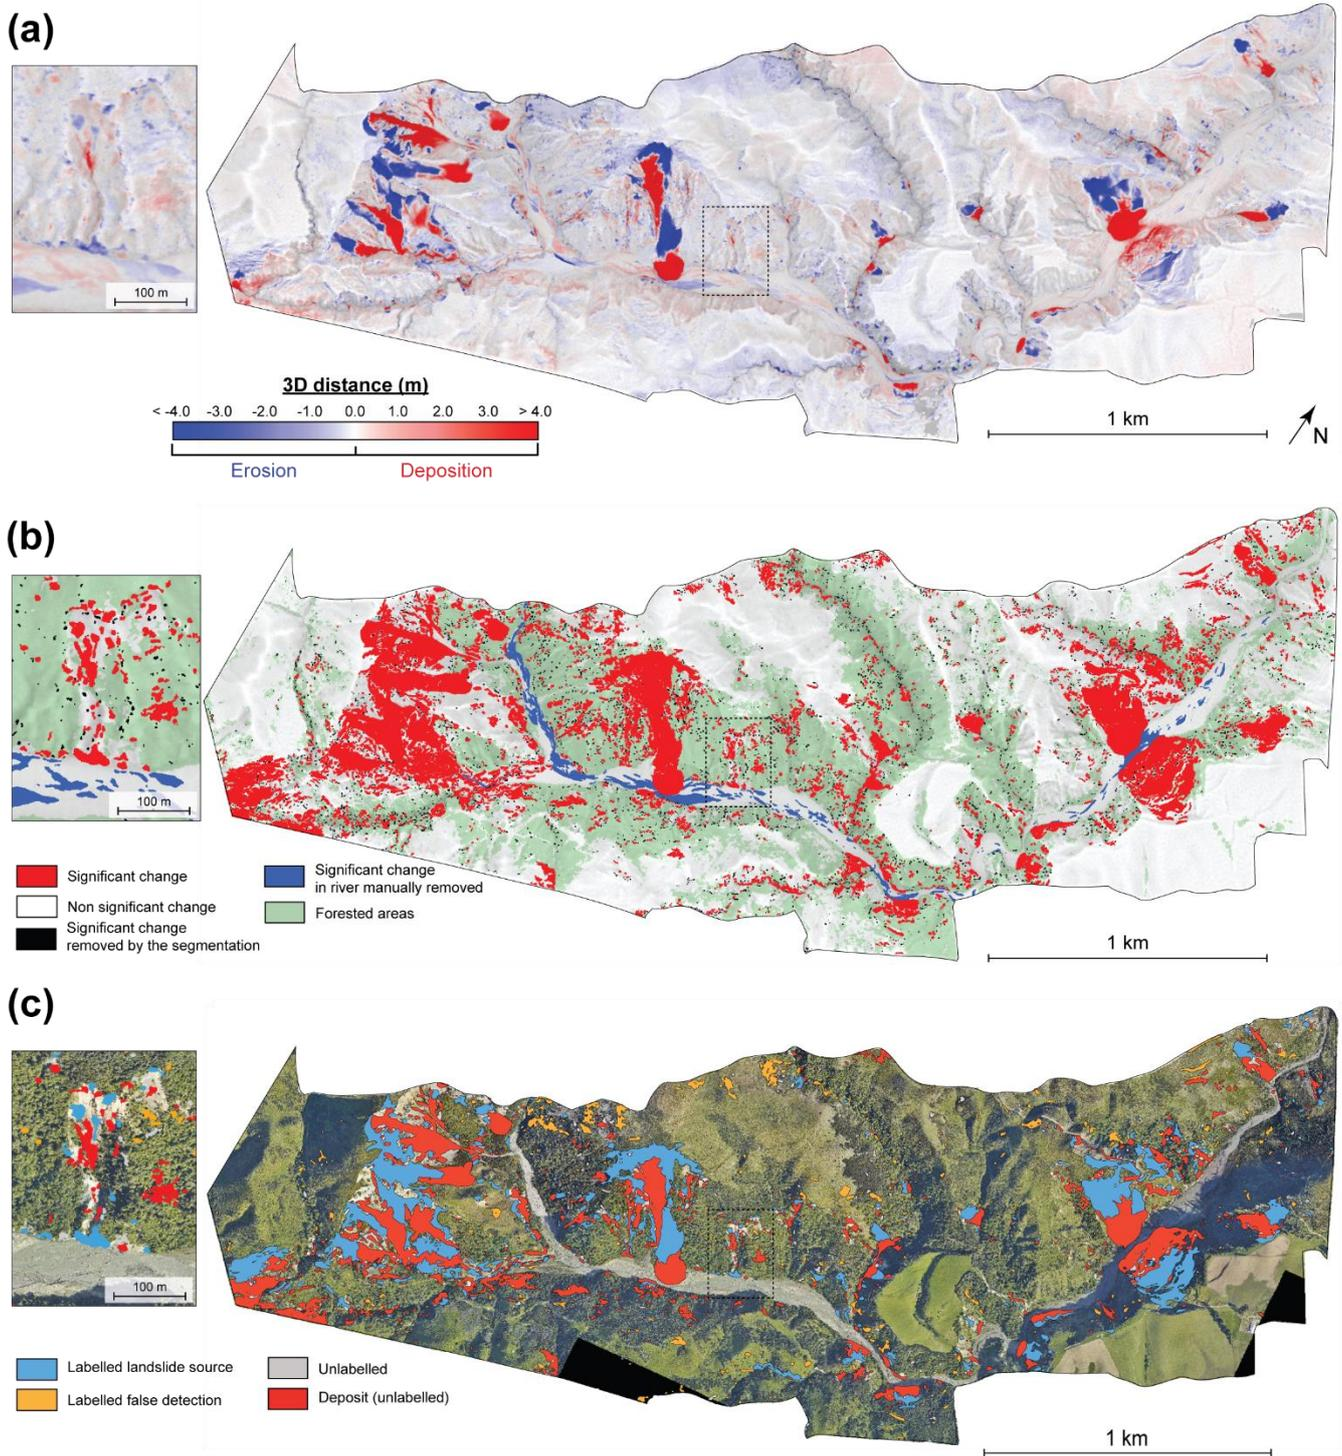 (a)
100 m
3D distance (m)
< -4.0 -3.0 -2.0 -1.0 0.0 1.0 2.0 3.0 > 4.0
Erosion Deposition
1 km
N
(b)
100 m
Significant change
Non significant change
Significant change
removed by the segmentation
Significant change
in river manually removed
Forested areas
1 km
(c)
100 m
Labelled landslide source
Labelled false detection
Unlabelled
Deposit (unlabelled)
1 km